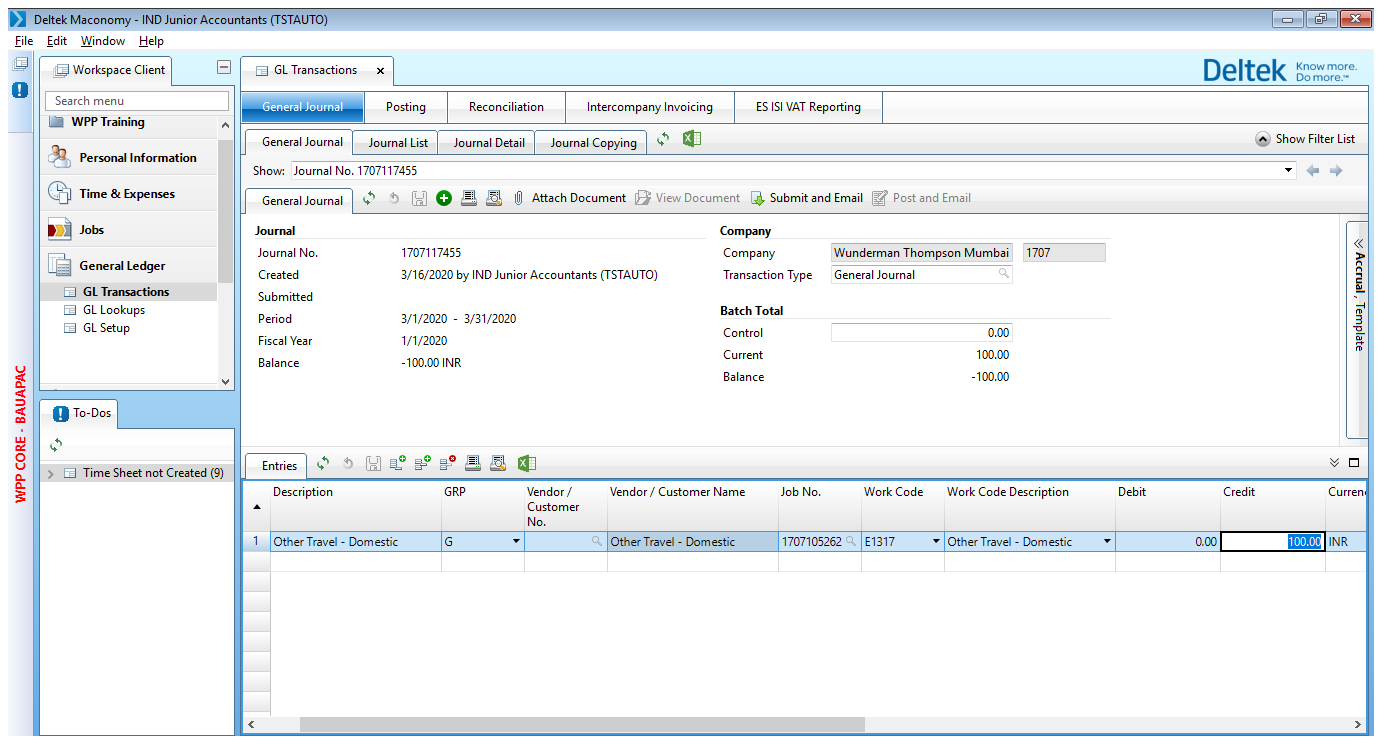 Deltek Maconomy - IND Junior Accountants (TSTAUTO)
File Edit Window Help
Workspace Client
GL Transactions
Deltek Know more. Do more.™
Search menu
General Journal Posting Reconciliation Intercompany Invoicing ES ISI VAT Reporting
WPP Training
General Journal Journal List Journal Detail Journal Copying Show Filter List
Personal Information
Show: Journal No. 1707117455
Time & Expenses
General Journal Attach Document View Document Submit and Email Post and Email
Jobs
Journal Company
Journal No. 1707117455 Company Wunderman Thompson Mumbai 1707
General Ledger
Created 3/16/2020 by IND Junior Accountants (TSTAUTO) Transaction Type General Journal
GL Transactions
Submitted
GL Lookups
Batch Total
Period 3/1/2020 - 3/31/2020
GL Setup
Control 0.00
Fiscal Year 1/1/2020
Current 100.00
Balance -100.00 INR
Balance -100.00
Accrual, Template
WPP CORE - BAUAPAC
To-Dos
Time Sheet not Created (9)
Entries
Description GRP Vendor / Customer No. Vendor / Customer Name Job No. Work Code Work Code Description Debit Credit Curren
1 Other Travel - Domestic G Other Travel - Domestic 1707105262 E1317 Other Travel - Domestic 0.00 100.00 INR